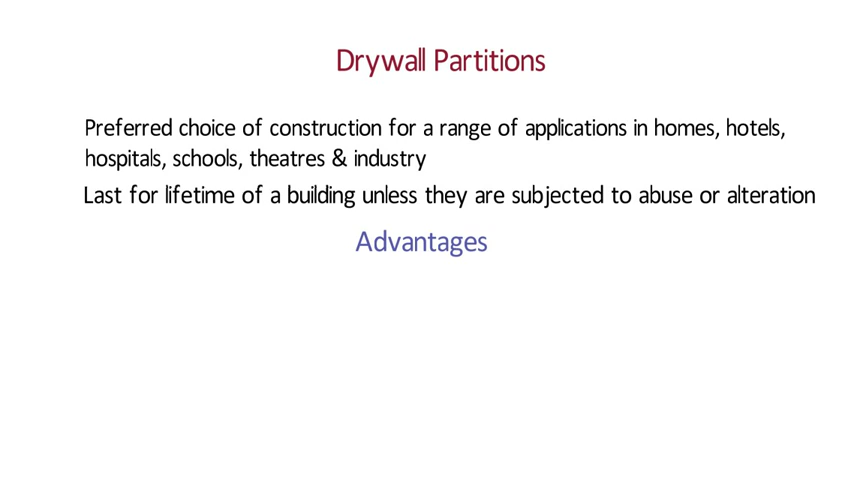 Drywall Partitions
Preferred choice of construction for a range of applications in homes, hotels,
hospitals, schools, theatres & industry
Last for lifetime of a building unless they are subjected to abuse or alteration
Advantages